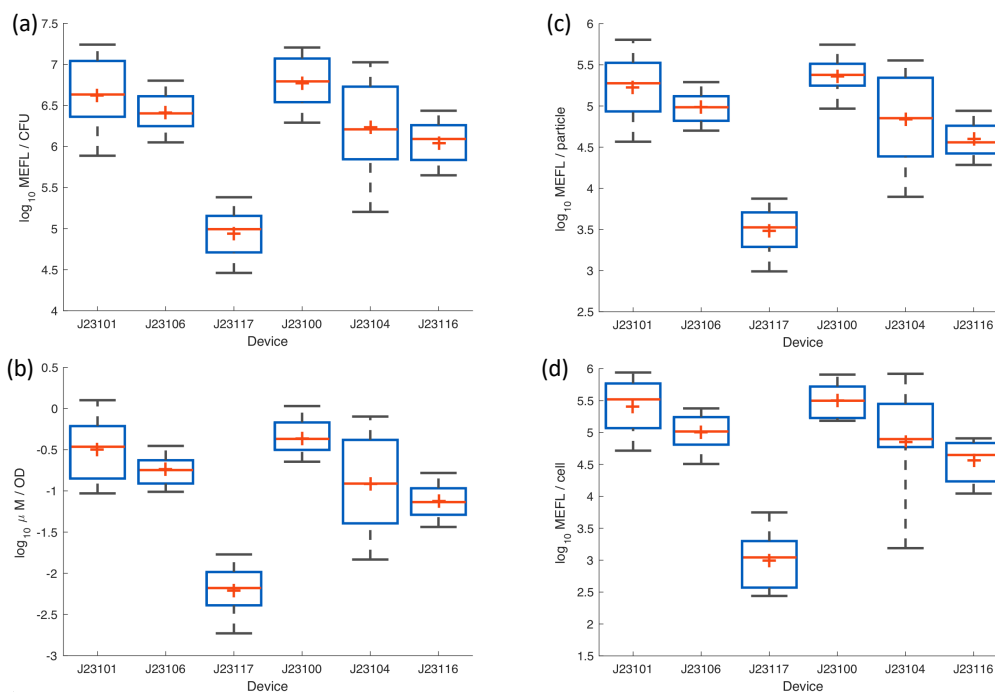 (a)
log10 MEFL / CFU
7.5
7
6.5
6
5.5
5
4.5
4
J23101 J23106 J23117 J23100 J23104 J23116
Device
(c)
log10 MEFL / particle
6
5.5
5
4.5
4
3.5
3
2.5
J23101 J23106 J23117 J23100 J23104 J23116
Device
(b)
log10 μ M / OD
0.5
0
-0.5
-1
-1.5
-2
-2.5
-3
J23101 J23106 J23117 J23100 J23104 J23116
Device
(d)
log10 MEFL / cell
6
5.5
5
4.5
4
3.5
3
2.5
2
1.5
J23101 J23106 J23117 J23100 J23104 J23116
Device